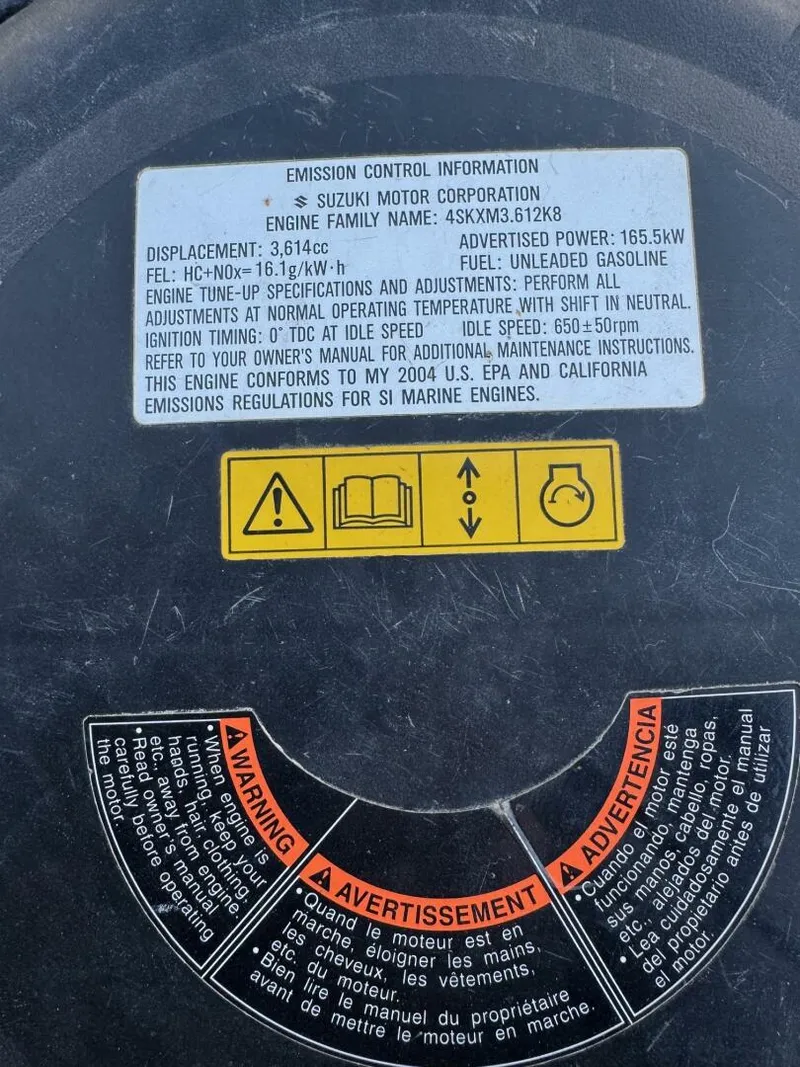 EMISSION CONTROL INFORMATION
SUZUKI MOTOR CORPORATION
ENGINE FAMILY NAME: 4SKXM3.612K8
DISPLACEMENT: 3,614cc
ADVERTISED POWER: 165.5kW
FEL: HC+NOx= 16.1g/kW·h
FUEL: UNLEADED GASOLINE
ENGINE TUNE-UP SPECIFICATIONS AND ADJUSTMENTS: PERFORM ALL
ADJUSTMENTS AT NORMAL OPERATING TEMPERATURE WITH SHIFT IN NEUTRAL.
IGNITION TIMING: 0° TDC AT IDLE SPEED
IDLE SPEED: 650±50rpm
REFER TO YOUR OWNER'S MANUAL FOR ADDITIONAL MAINTENANCE INSTRUCTIONS.
THIS ENGINE CONFORMS TO MY 2004 U.S. EPA AND CALIFORNIA
EMISSIONS REGULATIONS FOR SI MARINE ENGINES.
WARNING
• When engine is
running, keep your
hands, hair, clothing,
etc. away from engine.
• Read owner's manual
carefully before operating
the motor.
AVERTISSEMENT
• Quand le moteur est en
marche, éloigner les mains,
les cheveux, les vêtements,
etc. du moteur.
• Bien lire le manuel du propriétaire
avant de mettre le moteur en marche.
ADVERTENCIA
• Cuando el motor esté
funcionando, mantenga
sus manos, cabello, ropas,
etc., alejados del motor.
• Lea cuidadosamente el manual
del propietario antes de utilizar
el motor.